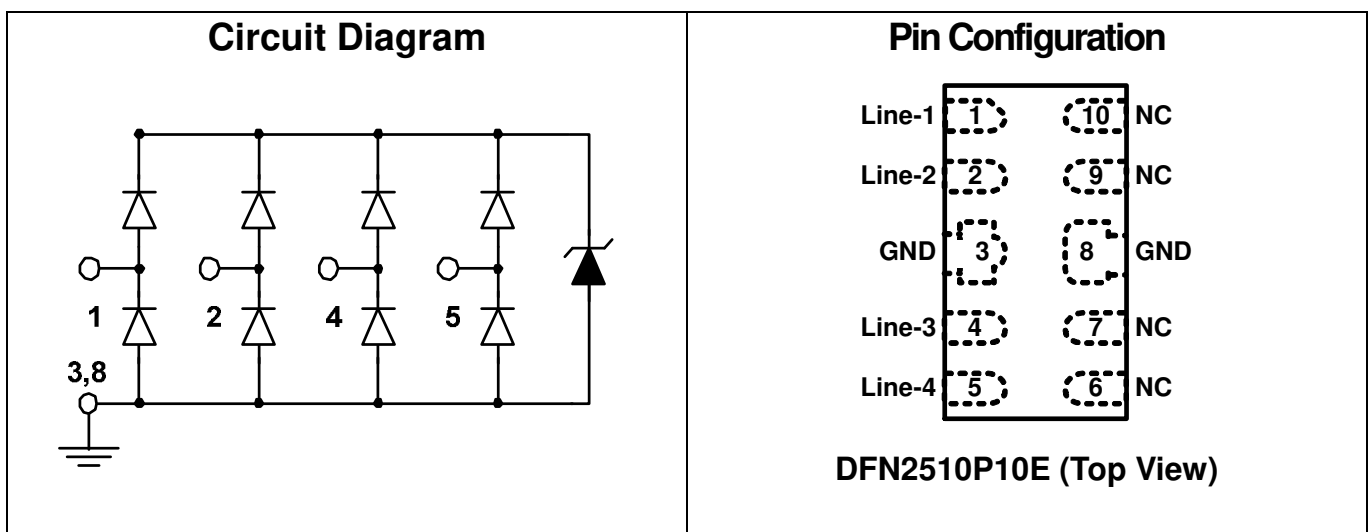 Circuit Diagram
1
2
4
5
3,8
Pin Configuration
Line-1 1 10 NC
Line-2 2 9 NC
GND 3 8 GND
Line-3 4 7 NC
Line-4 5 6 NC
DFN2510P10E (Top View)